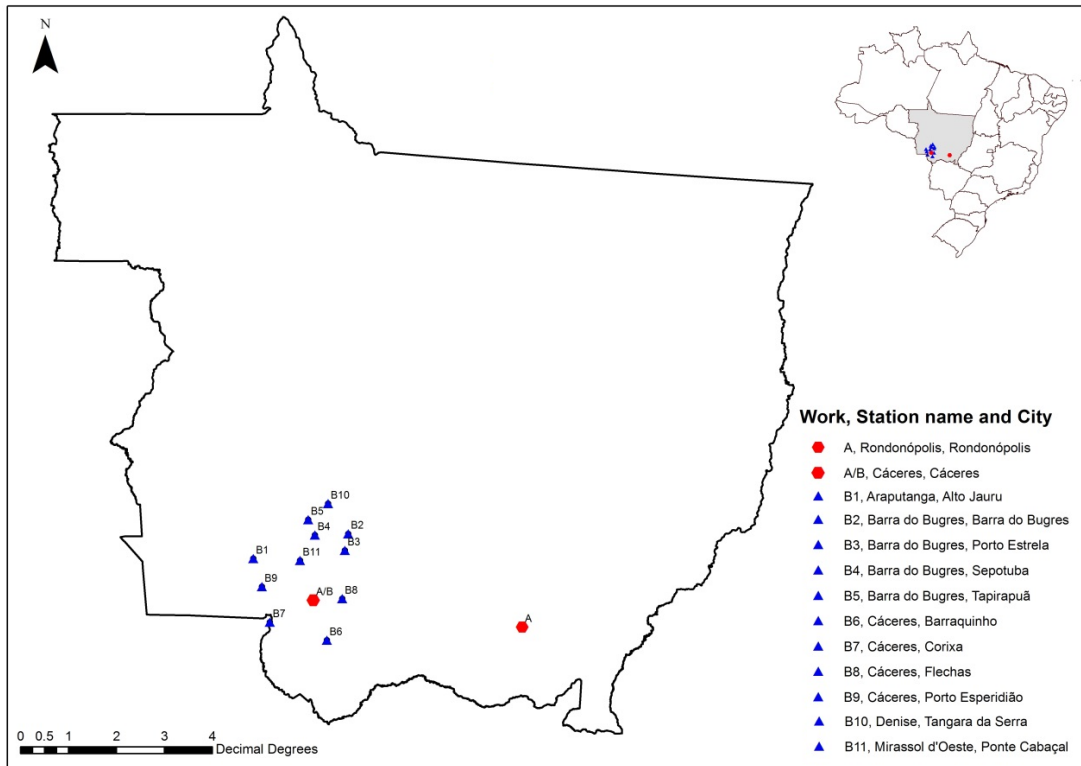 N
B10
B5
B4
B2
B3
B1
B11
B9
A/B
B8
B7
A
B6
Work, Station name and City
A, Rondonópolis, Rondonópolis
A/B, Cáceres, Cáceres
B1, Araputanga, Alto Jauru
B2, Barra do Bugres, Barra do Bugres
B3, Barra do Bugres, Porto Estrela
B4, Barra do Bugres, Sepotuba
B5, Barra do Bugres, Tapirapuã
B6, Cáceres, Barraquinho
B7, Cáceres, Corixa
B8, Cáceres, Flechas
B9, Cáceres, Porto Esperidião
B10, Denise, Tangara da Serra
B11, Mirassol d'Oeste, Ponte Cabaçal
0 0.5 1 2 3 4
Decimal Degrees